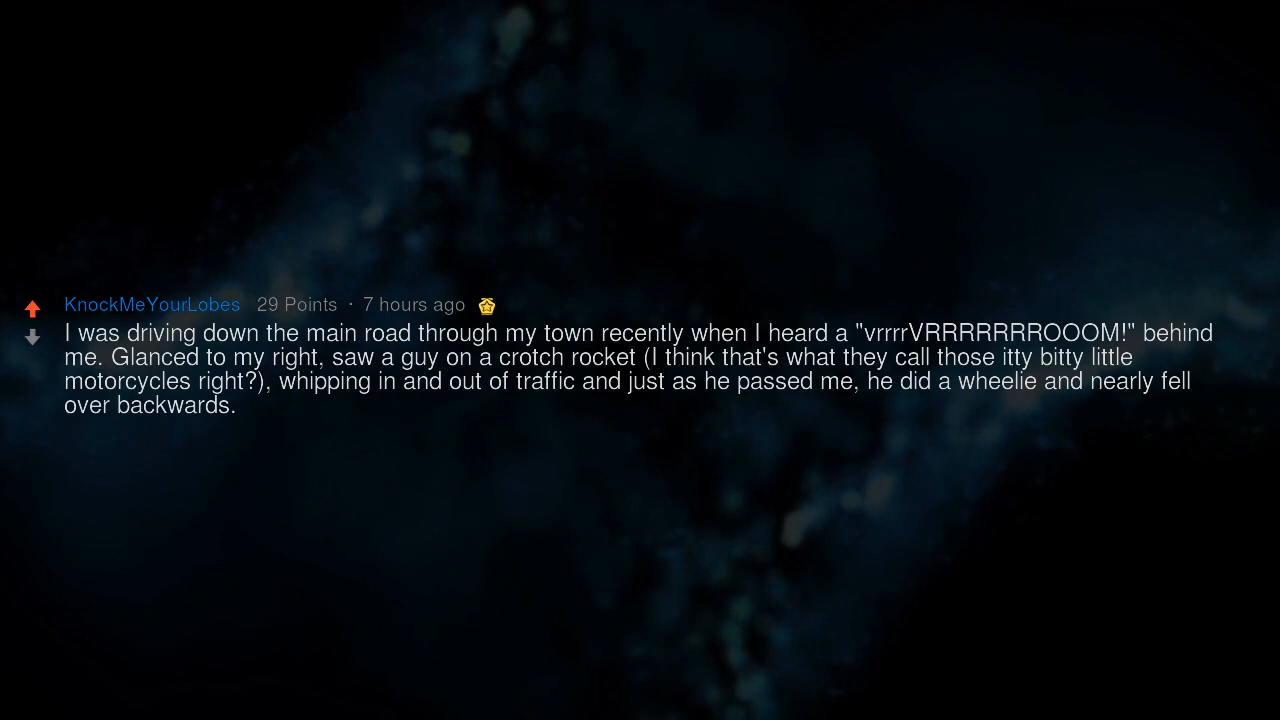 KnockMeYourLobes 29 Points · 7 hours ago
I was driving down the main road through my town recently when I heard a "vrrrrVRRRRRRROOOM!" behind
me. Glanced to my right, saw a guy on a crotch rocket (I think that's what they call those itty bitty little
motorcycles right?), whipping in and out of traffic and just as he passed me, he did a wheelie and nearly fell
over backwards.